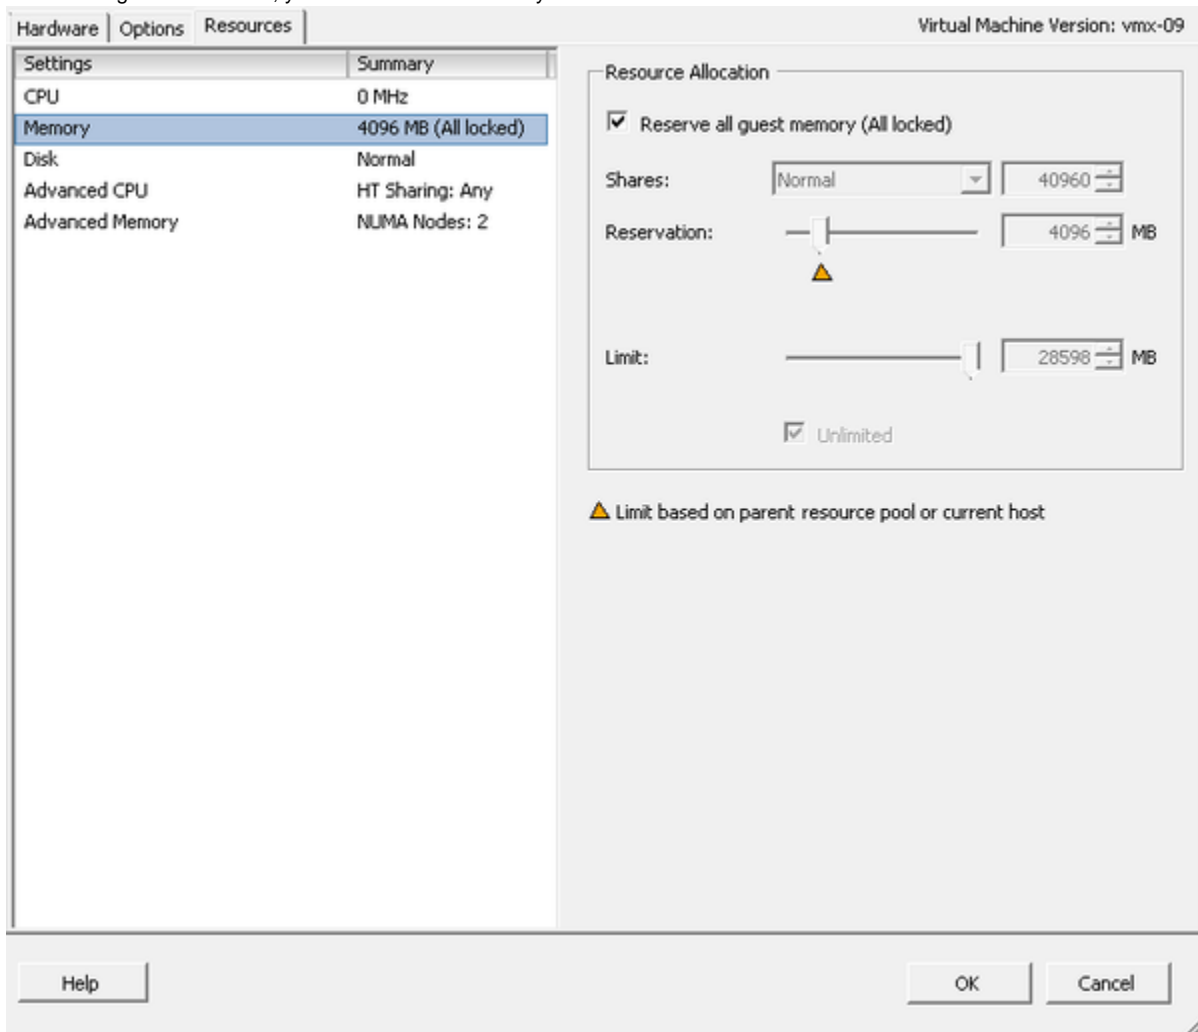 Hardware Options Resources Virtual Machine Version: vmx-09
Settings Summary
CPU 0 MHz
Memory 4096 MB (All locked)
Disk Normal
Advanced CPU HT Sharing: Any
Advanced Memory NUMA Nodes: 2
Resource Allocation
Reserve all guest memory (All locked)
Shares: Normal 40960
Reservation: 4096 MB
Limit: 28598 MB
Unlimited
Limit based on parent resource pool or current host
Help OK Cancel